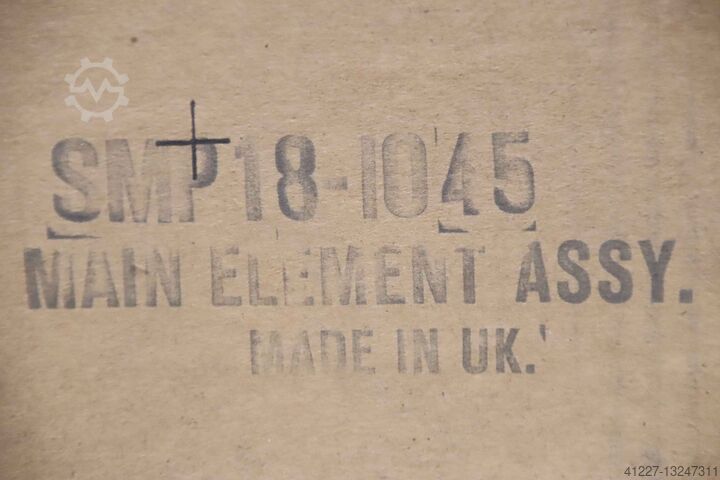 SMP18-1045
MAIN ELEMENT ASSY.
MADE IN UK.
41227-13247311